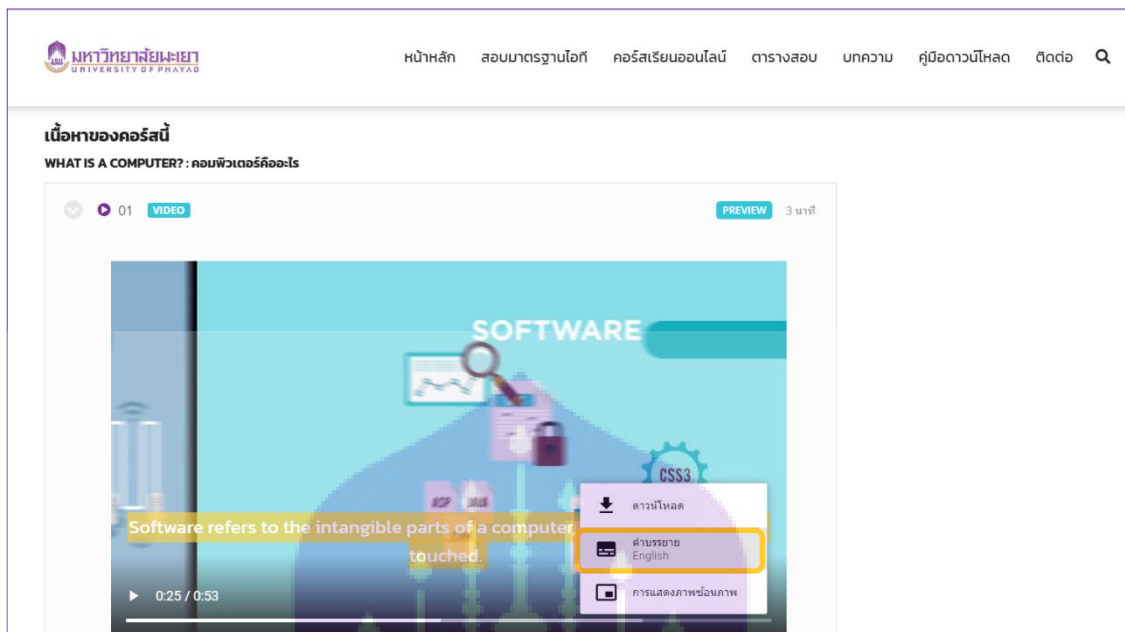 มหาวิทยาลัยพะเยา
UNIVERSITY OF PHAYAO
หน้าหลัก สอบมาตรฐานไอที คอร์สเรียนออนไลน์ ตารางสอบ บทความ คู่มือดาวน์โหลด ติดต่อ
เนื้อหาของคอร์สนี้
WHAT IS A COMPUTER? : คอมพิวเตอร์คืออะไร
01 VIDEO PREVIEW 3 นาที
SOFTWARE
CSS3
ดาวน์โหลด
Software refers to the intangible parts of a computer
touched.
คำบรรยาย
English
การแสดงภาพซ้อนภาพ
0:25 / 0:53